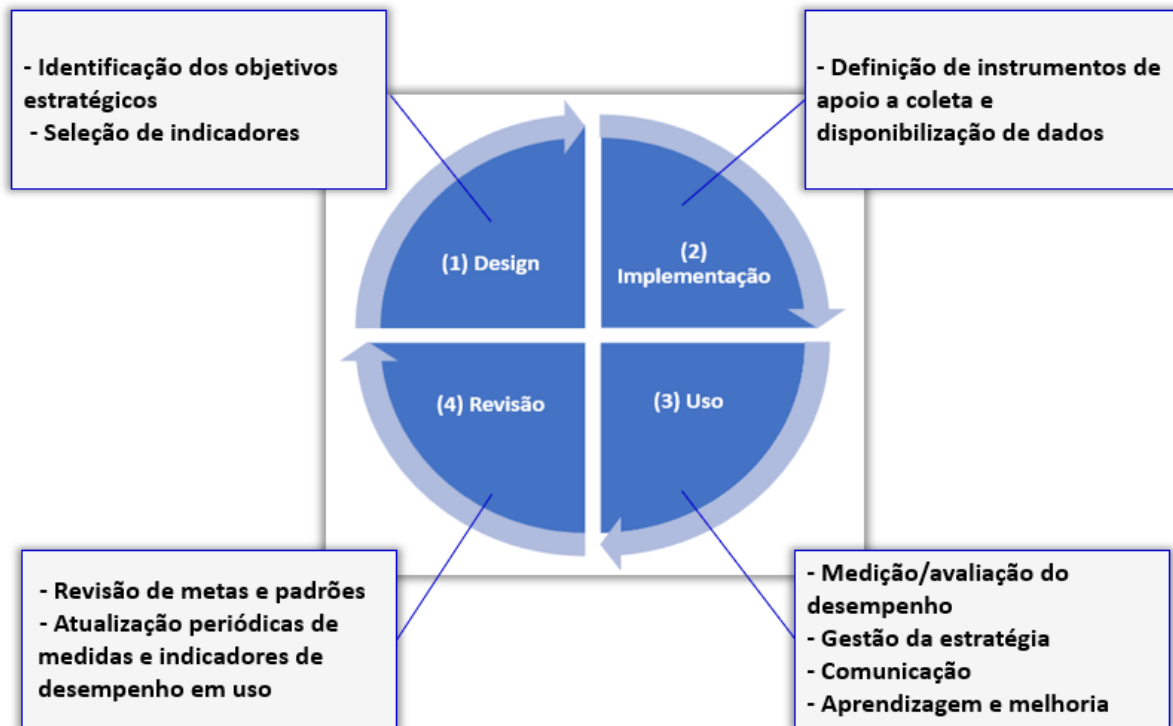 - Identificação dos objetivos
estratégicos
- Seleção de indicadores
- Definição de instrumentos de
apoio a coleta e
disponibilização de dados
(1) Design
(2)
Implementação
(4) Revisão
(3) Uso
- Revisão de metas e padrões
- Atualização periódicas de
medidas e indicadores de
desempenho em uso
- Medição/avaliação do
desempenho
- Gestão da estratégia
- Comunicação
- Aprendizagem e melhoria